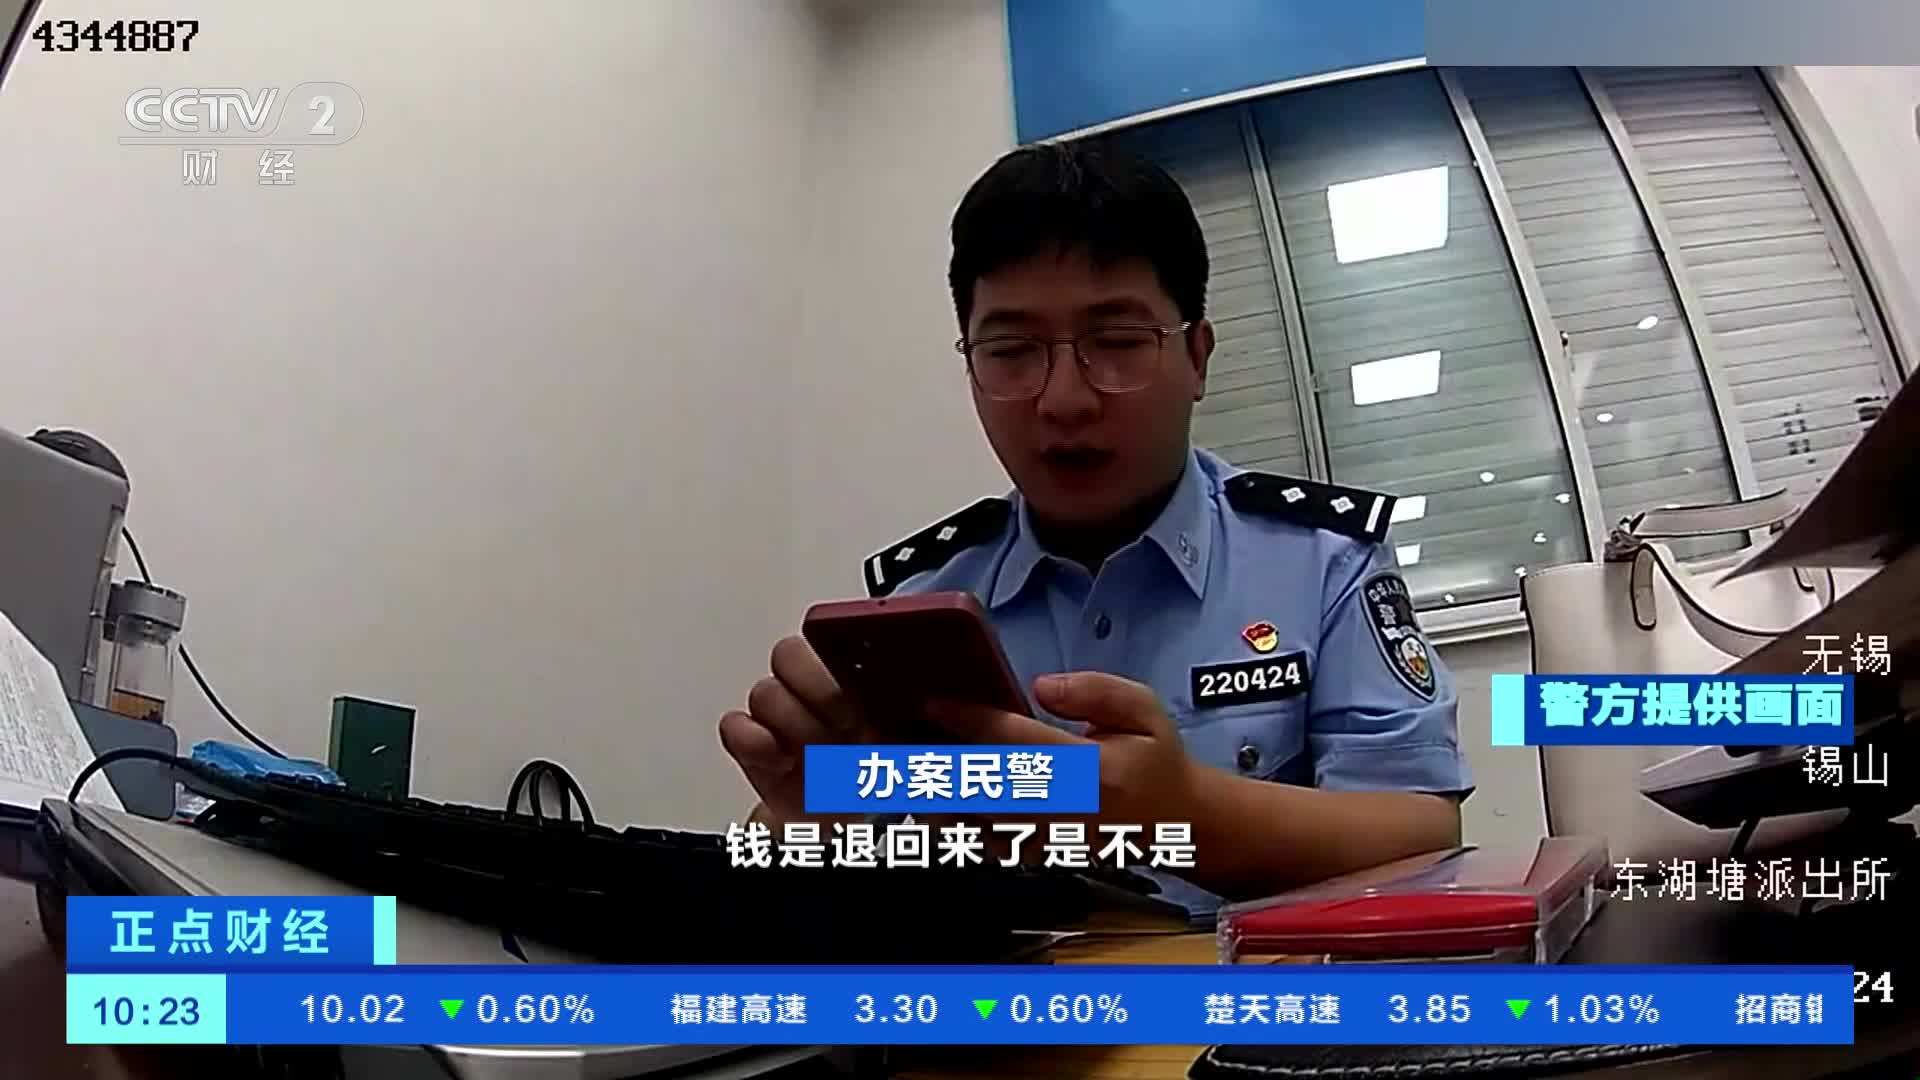 4344887
CCTV 2
财 经
220424
无锡
警方提供画面
锡山
办案民警
钱是退回来了是不是
东湖塘派出所
正点财经
24
10:23 10.02 ▼0.60% 福建高速 3.30 ▼0.60% 楚天高速 3.85 ▼1.03% 招商